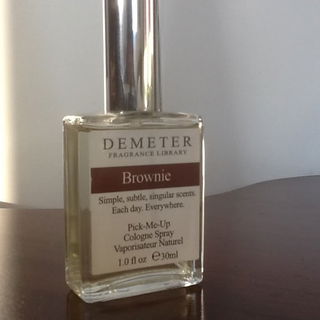 DEMETER
FRAGRANCE LIBRARY
Brownie
Simple, subtle, singular scents.
Each day. Everywhere.
Pick-Me-Up
Cologne Spray
Vaporisateur Naturel
1.0 fl oz ℮30ml